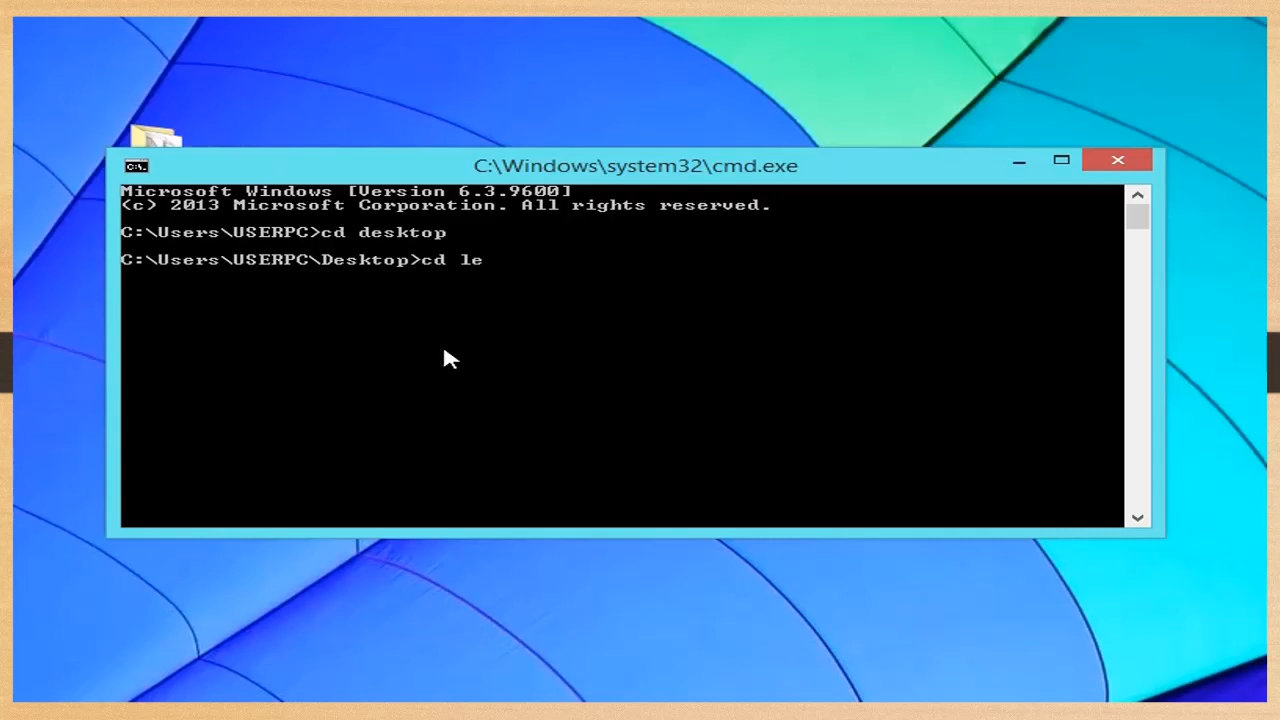 C:\Windows\system32\cmd.exe
Microsoft Windows [Version 6.3.9600]
(c) 2013 Microsoft Corporation. All rights reserved.
C:\Users\USERPC>cd desktop
C:\Users\USERPC\Desktop>cd le